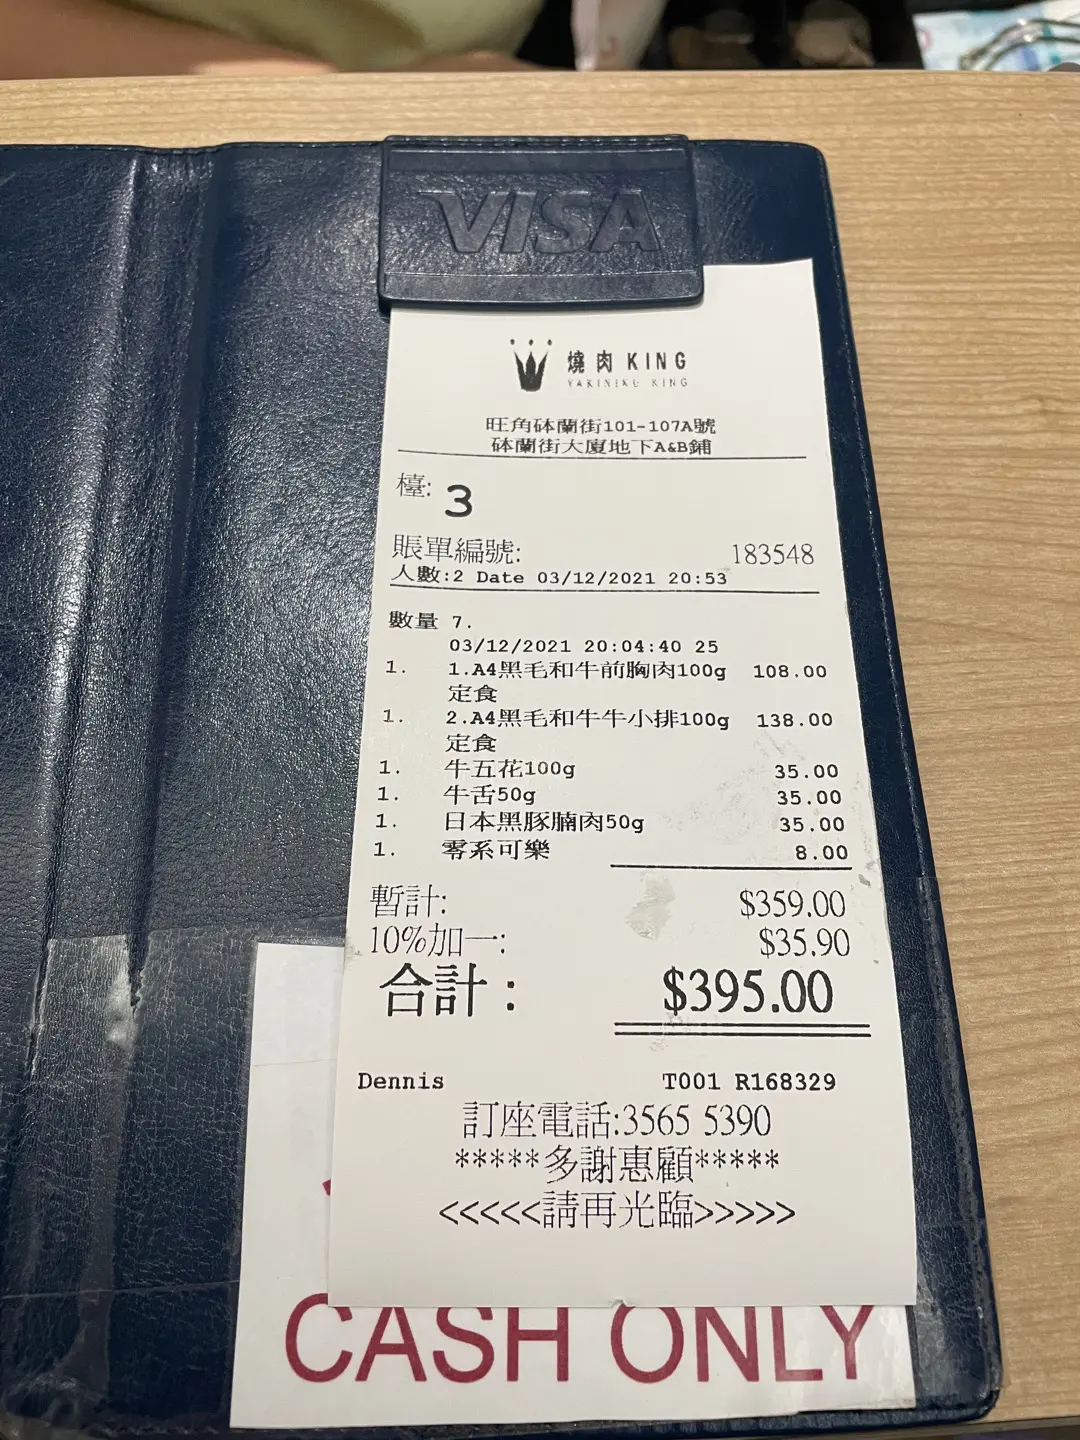 VISA
燒肉 KING
YAKINIKU KING
旺角砵蘭街101-107A號
砵蘭街大廈地下A&B鋪
檯: 3
賬單編號: 183548
人數:2 Date 03/12/2021 20:53
數量 7.
03/12/2021 20:04:40 25
1. 1.A4黑毛和牛前胸肉100g 108.00
定食
1. 2.A4黑毛和牛牛小排100g 138.00
定食
1. 牛五花100g 35.00
1. 牛舌50g 35.00
1. 日本黑豚腩肉50g 35.00
1. 零系可樂 8.00
暫計: $359.00
10%加一: $35.90
合計： $395.00
Dennis T001 R168329
訂座電話:3565 5390
*****多謝惠顧*****
<<<<<請再光臨>>>>>
CASH ONLY